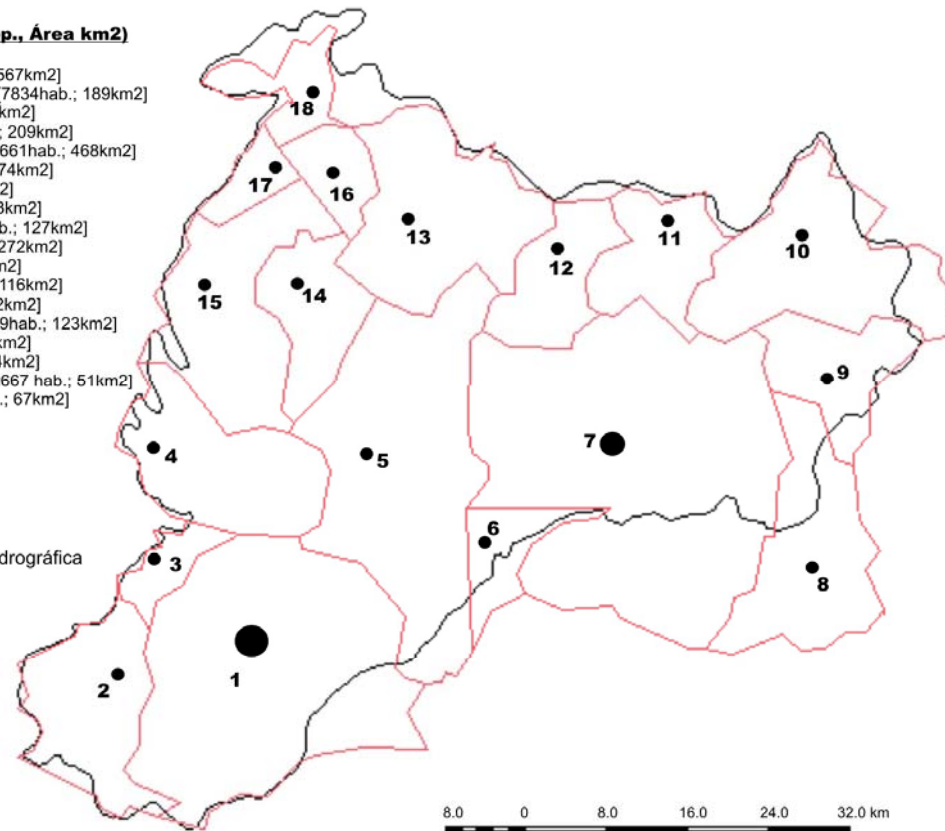 p., Área km2)
567km2]
7834hab.; 189km2]
km2]
; 209km2]
661hab.; 468km2]
74km2]
2]
3km2]
b.; 127km2]
272km2]
m2]
116km2]
2km2]
9hab.; 123km2]
km2]
4km2]
667 hab.; 51km2]
.; 67km2]
18
17
16
13
11
10
12
15
14
9
4
5
7
6
drográfica
3
8
2
1
8.0 0 8.0 16.0 24.0 32.0 km